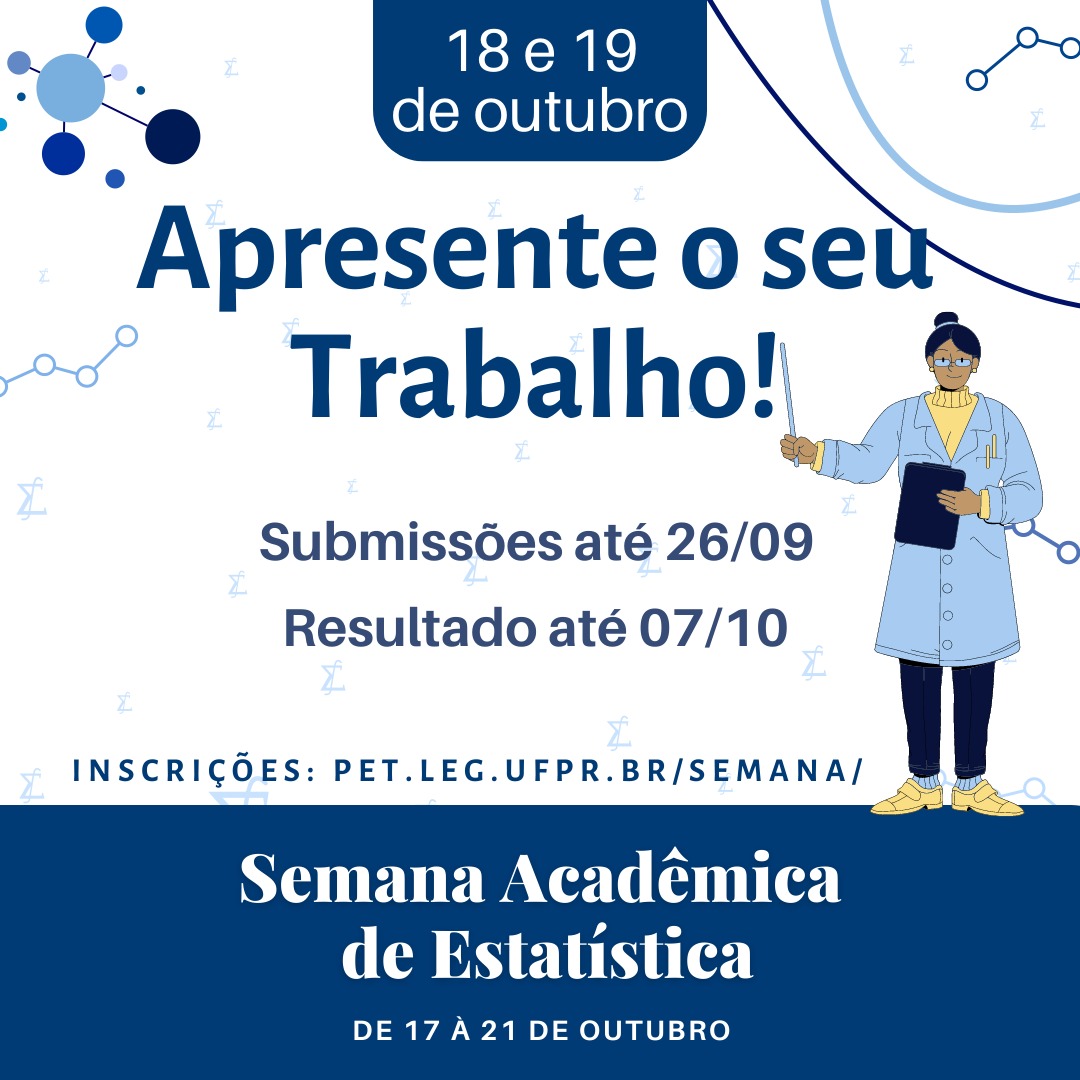 18 e 19
de outubro
Apresente o seu
Trabalho!
Submissões até 26/09
Resultado até 07/10
INSCRIÇÕES: PET.LEG.UFPR.BR/SEMANA/
Semana Acadêmica
de Estatística
DE 17 À 21 DE OUTUBRO